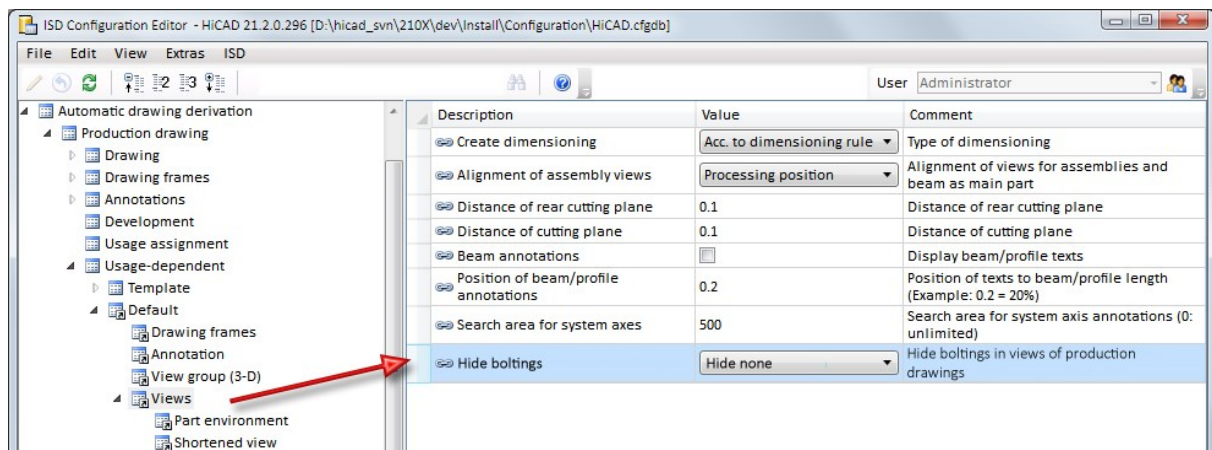 ISD Configuration Editor - HiCAD 21.2.0.296 [D:\hicad_svn\210X\dev\Install\Configuration\HiCAD.cfgdb]
File Edit View Extras ISD
2 3 User Administrator
Automatic drawing derivation
Production drawing
Drawing
Drawing frames
Annotations
Development
Usage assignment
Usage-dependent
Template
Default
Drawing frames
Annotation
View group (3-D)
Views
Part environment
Shortened view
Description Value Comment
Create dimensioning Acc. to dimensioning rule Type of dimensioning
Alignment of assembly views Processing position Alignment of views for assemblies and
beam as main part
Distance of rear cutting plane 0.1 Distance of rear cutting plane
Distance of cutting plane 0.1 Distance of cutting plane
Beam annotations Display beam/profile texts
Position of beam/profile
annotations 0.2 Position of texts to beam/profile length
(Example: 0.2 = 20%)
Search area for system axes 500 Search area for system axis annotations (0:
unlimited)
Hide boltings Hide none Hide boltings in views of production
drawings